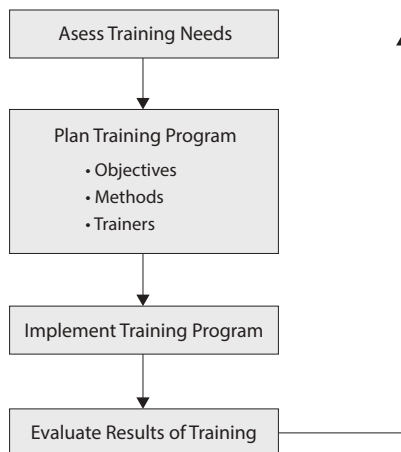 Asess Training Needs
Plan Training Program
• Objectives
• Methods
• Trainers
Implement Training Program
Evaluate Results of Training